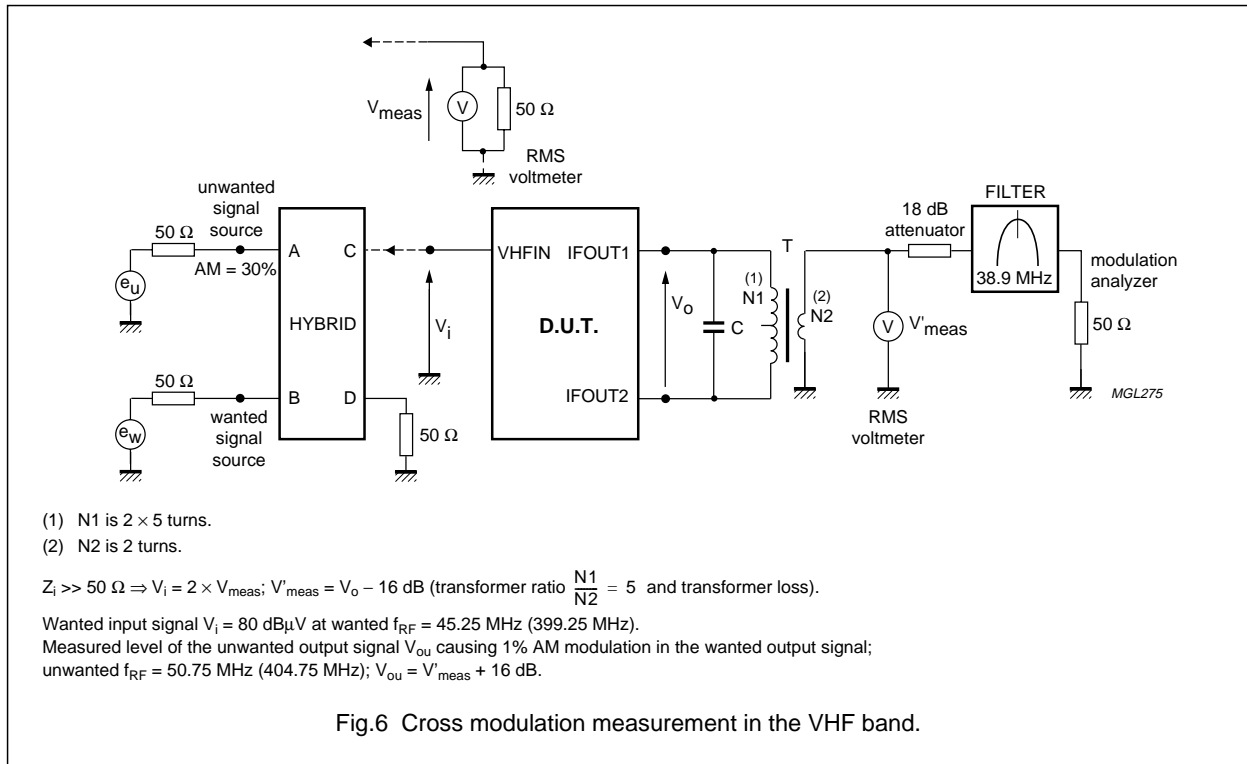 V_meas
V
50 Ω
RMS
voltmeter
unwanted
signal
source
50 Ω
AM = 30%
e_u
A
C
HYBRID
B
D
50 Ω
e_w
wanted
signal
source
50 Ω
V_i
VHFIN
IFOUT1
D.U.T.
IFOUT2
V_o
C
(1)
N1
T
(2)
N2
V
V'_meas
RMS
voltmeter
18 dB
attenuator
FILTER
38.9 MHz
modulation
analyzer
50 Ω
MGL275
(1) N1 is 2 × 5 turns.
(2) N2 is 2 turns.
Z_i >> 50 Ω ⇒ V_i = 2 × V_meas; V'_meas = V_o – 16 dB (transformer ratio N1/N2 = 5 and transformer loss).
Wanted input signal V_i = 80 dBμV at wanted f_RF = 45.25 MHz (399.25 MHz).
Measured level of the unwanted output signal V_ou causing 1% AM modulation in the wanted output signal;
unwanted f_RF = 50.75 MHz (404.75 MHz); V_ou = V'_meas + 16 dB.
Fig.6 Cross modulation measurement in the VHF band.